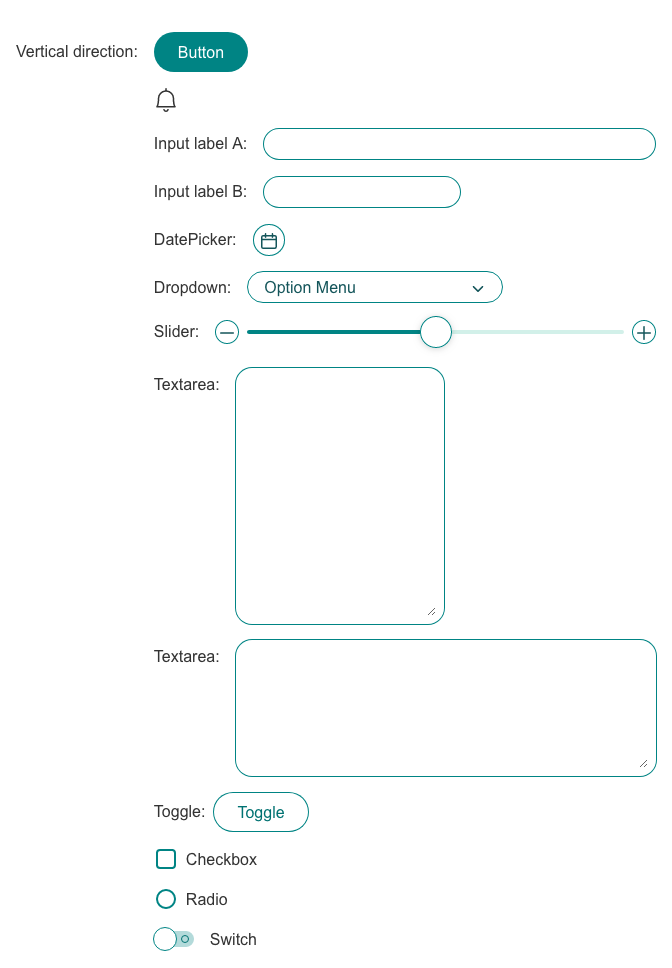 Vertical direction: Button
Input label A:
Input label B:
DatePicker:
Dropdown: Option Menu
Slider:
Textarea:
Textarea:
Toggle: Toggle
Checkbox
Radio
Switch